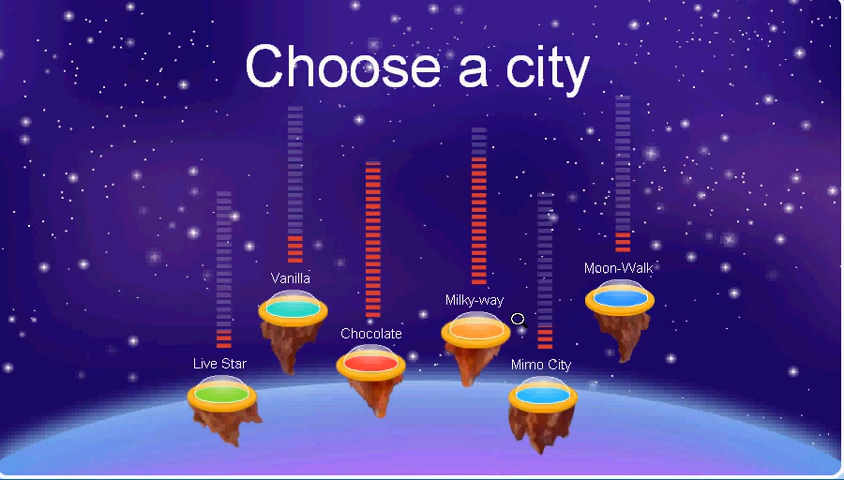 Choose a city
Moon-Walk
Vanilla
Milky-way
Chocolate
Live Star
Mimo City